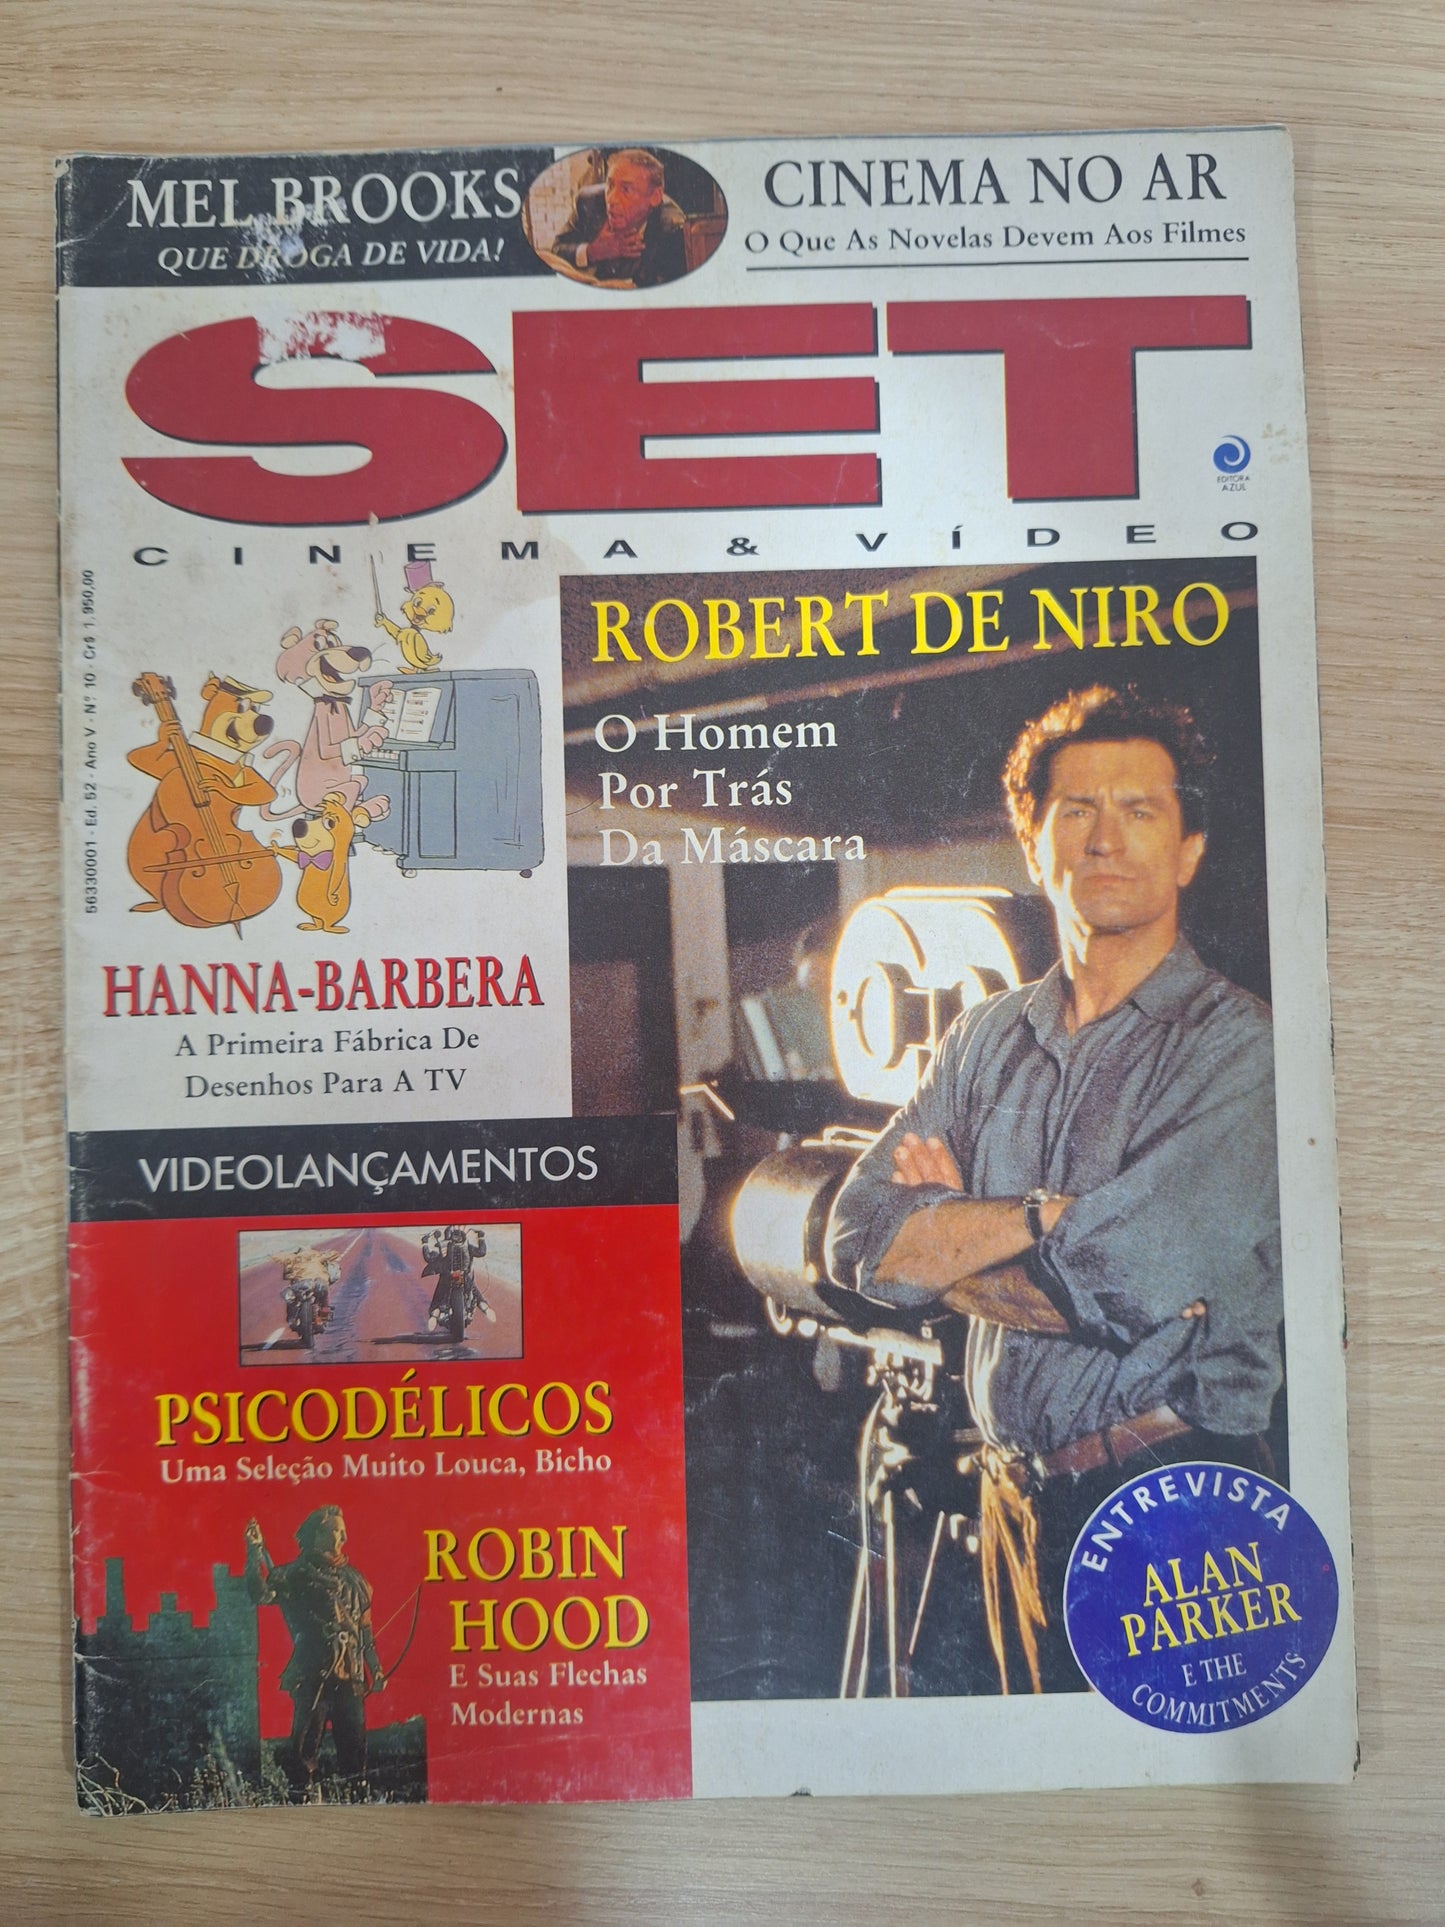 MEL BROOKS
QUE DROGA DE VIDA!
CINEMA NO AR
O Que As Novelas Devem Aos Filmes
SET
EDITORA
AZUL
CINEMA & VÍDEO
56330001 - Ed. 52 - Ano V - Nº 10 - Cr$ 1.950,00
ROBERT DE NIRO
O Homem
Por Trás
Da Máscara
HANNA-BARBERA
A Primeira Fábrica De
Desenhos Para A TV
VIDEOLANÇAMENTOS
PSICODÉLICOS
Uma Seleção Muito Louca, Bicho
ROBIN
HOOD
E Suas Flechas
Modernas
ENTREVISTA
ALAN
PARKER
E THE
COMMITMENTS